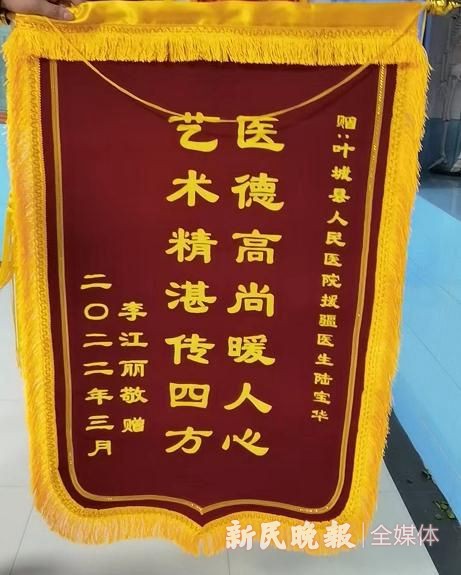 赠:叶城县人民医院援疆医生陆宝华
医德高尚暖人心
艺术精湛传四方
李江丽敬赠
二〇二二年三月
新民晚报|全媒体